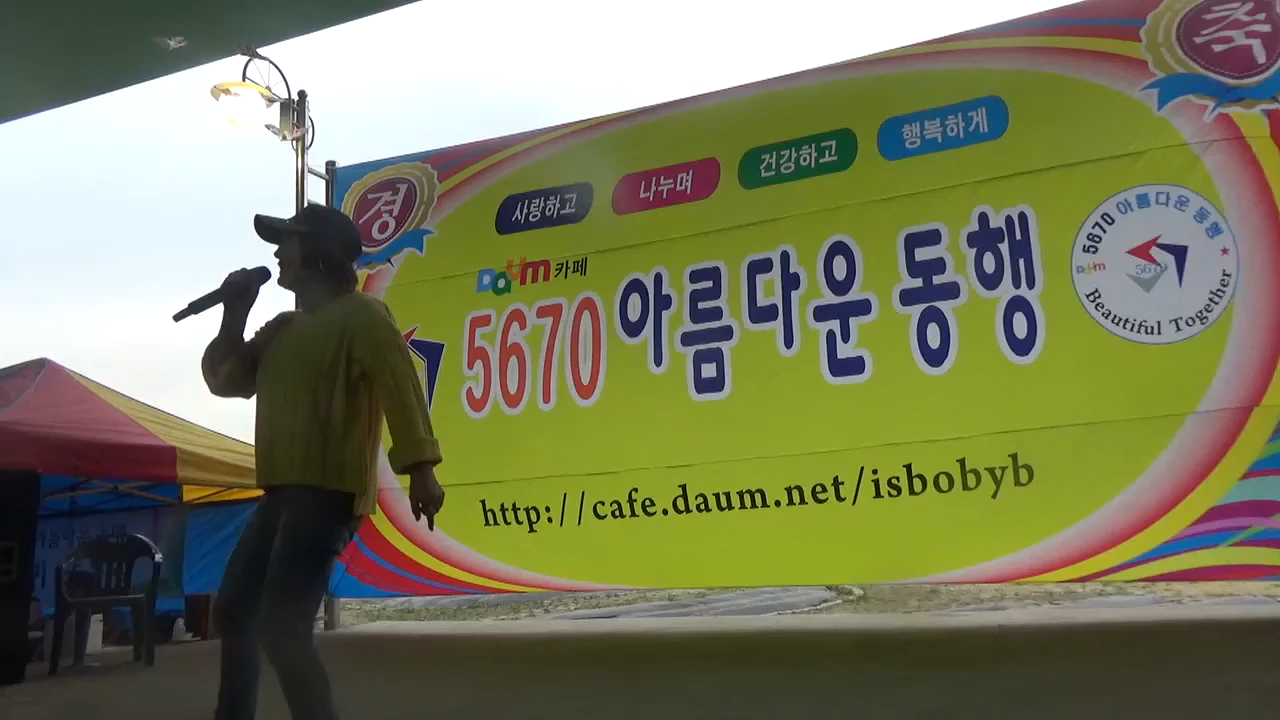 경
축
사랑하고
나누며
건강하고
행복하게
Daum 카페
5670 아름다운 동행
http://cafe.daum.net/isbobyb
5670 아름다운 동행
Daum
5670
Beautiful Together